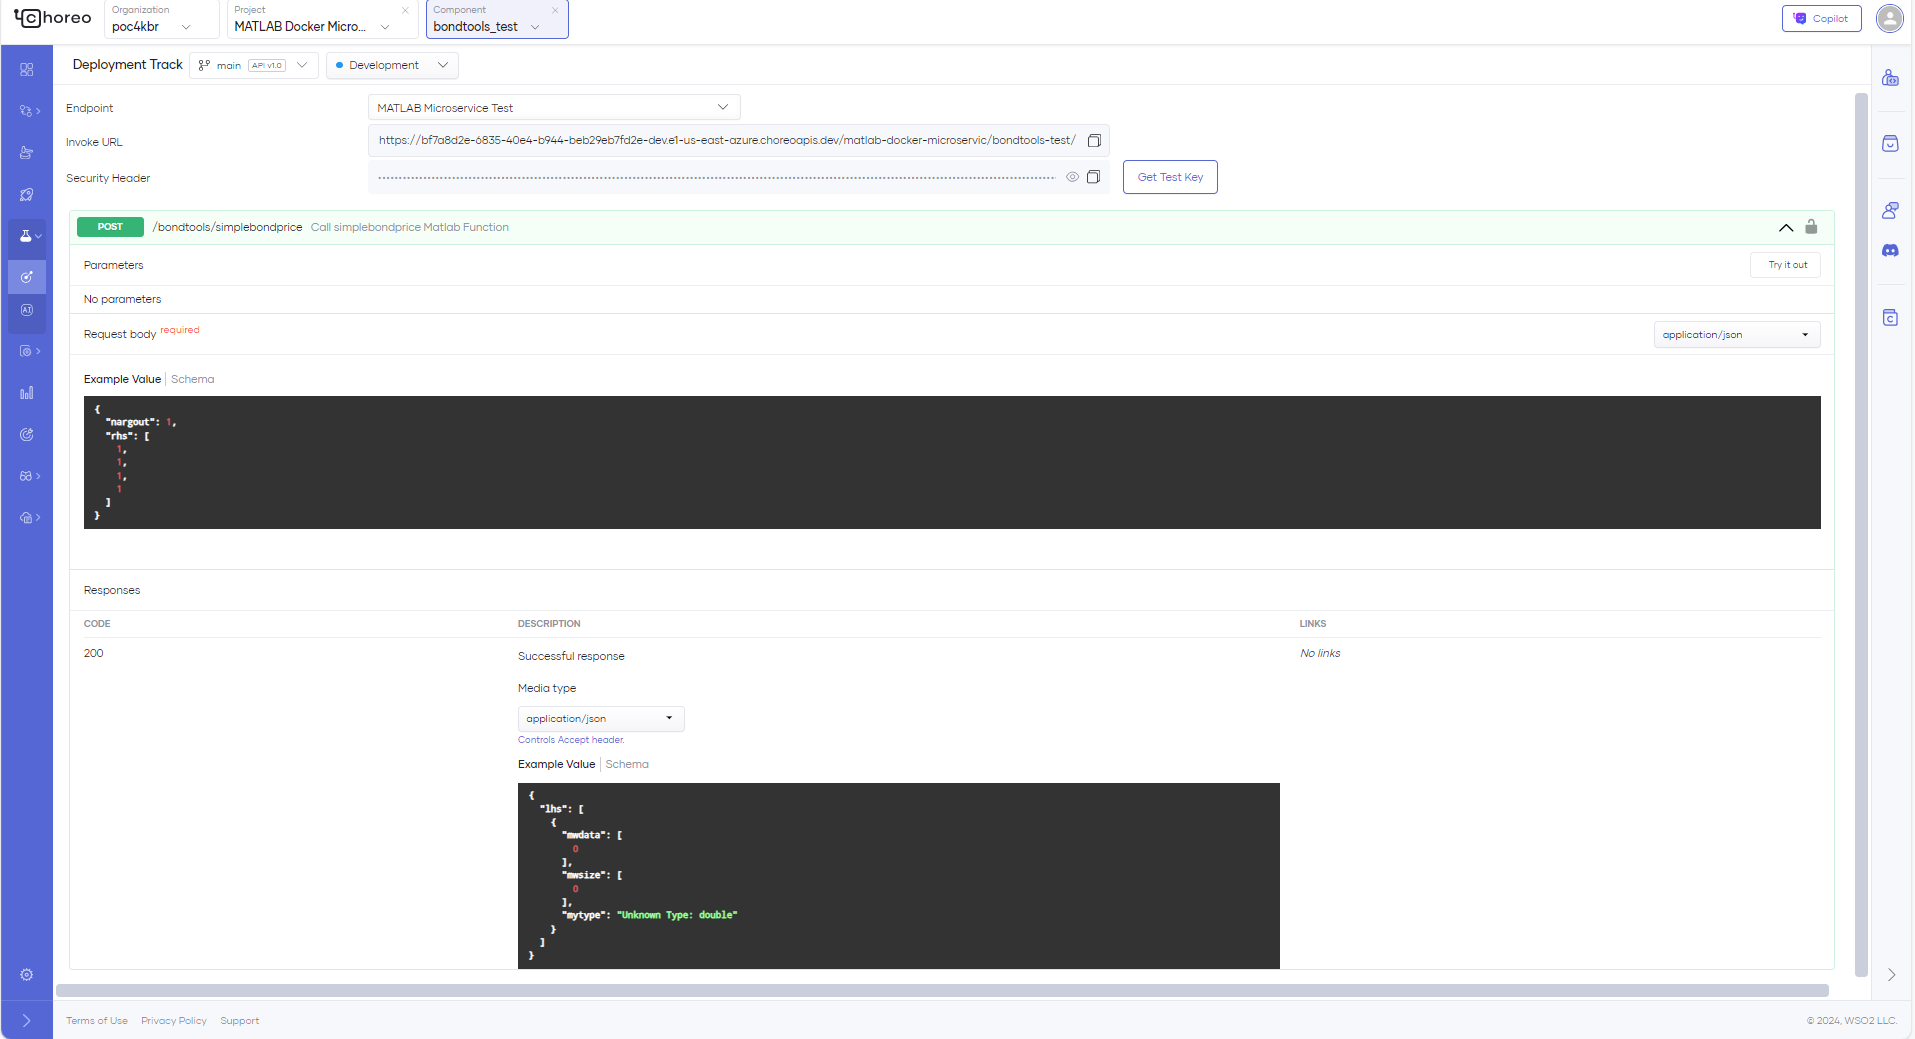 Choreo
Organization
poc4kbr
Project
MATLAB Docker Micro...
Component
bondtools_test
Copilot
Deployment Track
main API v1.0
Development
Endpoint
MATLAB Microservice Test
Invoke URL
https://bf7a8d2e-6835-40e4-b944-beb29eb7fd2e-dev.e1-us-east-azure.choreoapis.dev/matlab-docker-microservic/bondtools-test/
Security Header
Get Test Key
POST /bondtools/simplebondprice Call simplebondprice Matlab Function
Parameters
Try it out
No parameters
Request body required
application/json
Example Value | Schema
{
"nargout": 1,
"rhs": [
1,
1,
1,
1
]
}
Responses
CODE DESCRIPTION LINKS
200 Successful response No links
Media type
application/json
Controls Accept header.
Example Value | Schema
{
"lhs": [
{
"mwdata": [
0
],
"mwsize": [
0
],
"mytype": "Unknown Type: double"
}
]
}
AI
Terms of Use Privacy Policy Support
© 2024, WSO2 LLC.